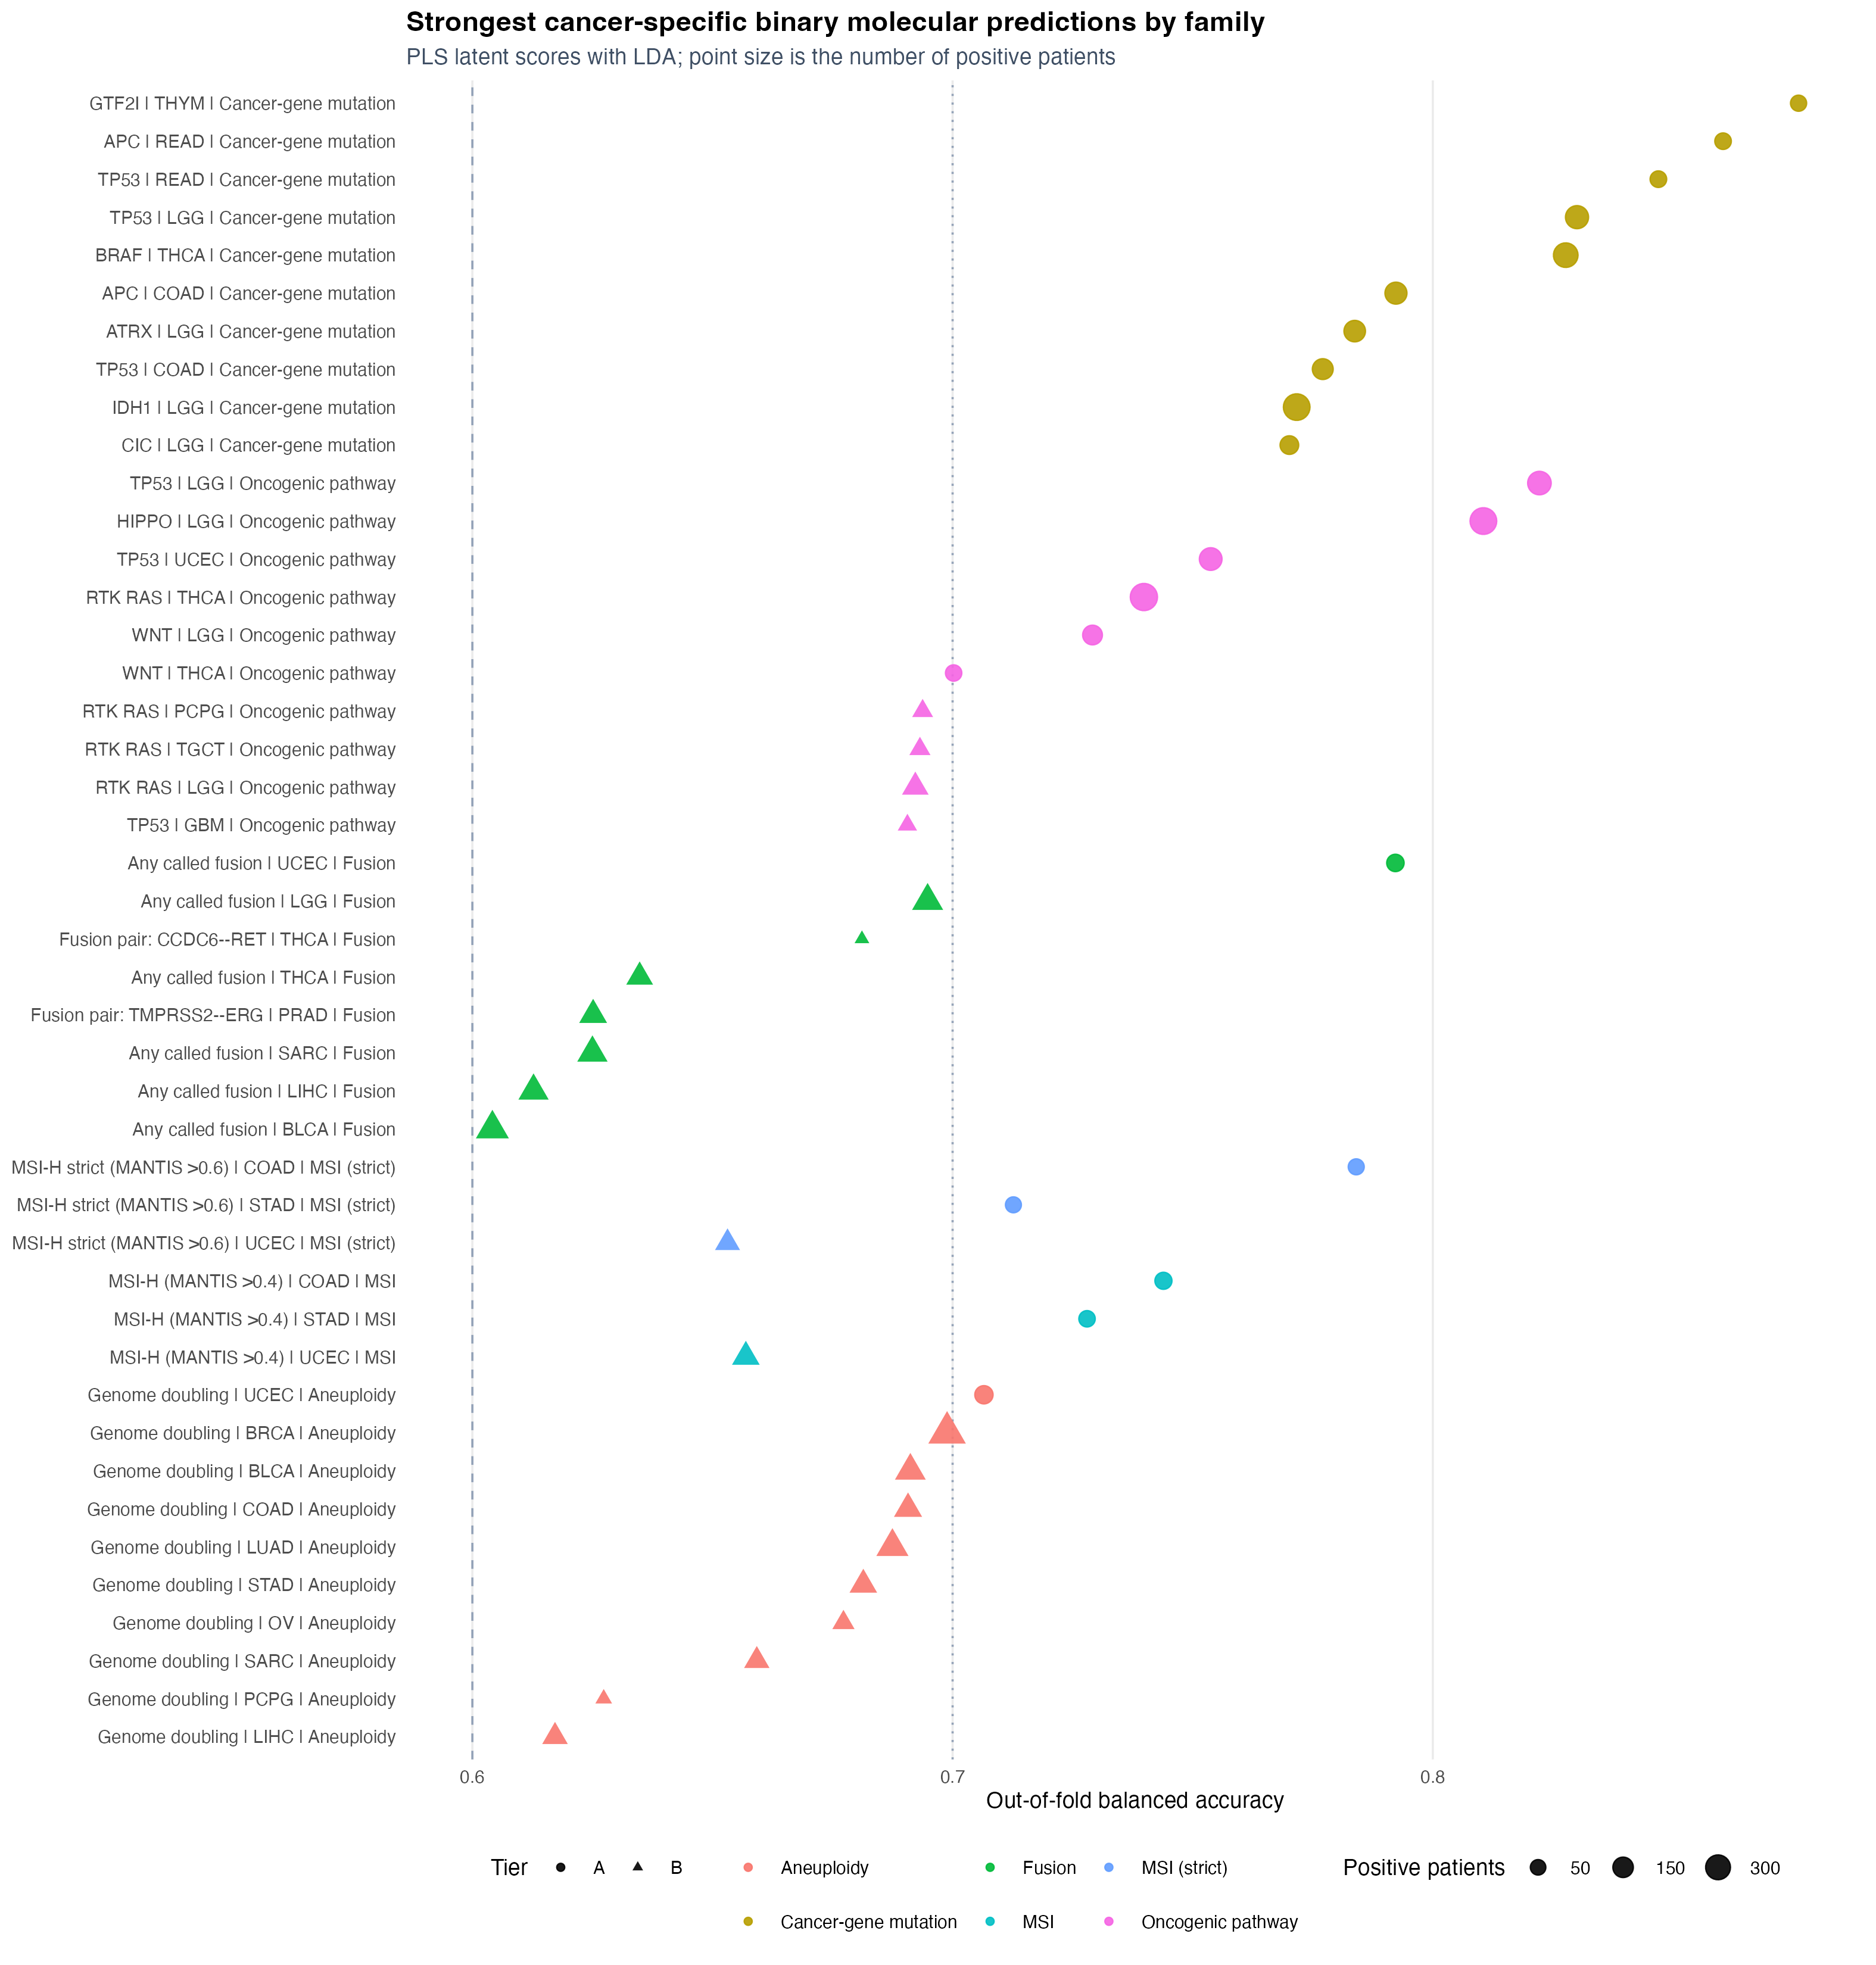 Strongest cancer-specific binary molecular predictions by family
PLS latent scores with LDA; point size is the number of positive patients
GTF2I | THYM | Cancer-gene mutation
APC | READ | Cancer-gene mutation
TP53 | READ | Cancer-gene mutation
TP53 | LGG | Cancer-gene mutation
BRAF | THCA | Cancer-gene mutation
APC | COAD | Cancer-gene mutation
ATRX | LGG | Cancer-gene mutation
TP53 | COAD | Cancer-gene mutation
IDH1 | LGG | Cancer-gene mutation
CIC | LGG | Cancer-gene mutation
TP53 | LGG | Oncogenic pathway
HIPPO | LGG | Oncogenic pathway
TP53 | UCEC | Oncogenic pathway
RTK RAS | THCA | Oncogenic pathway
WNT | LGG | Oncogenic pathway
WNT | THCA | Oncogenic pathway
RTK RAS | PCPG | Oncogenic pathway
RTK RAS | TGCT | Oncogenic pathway
RTK RAS | LGG | Oncogenic pathway
TP53 | GBM | Oncogenic pathway
Any called fusion | UCEC | Fusion
Any called fusion | LGG | Fusion
Fusion pair: CCDC6--RET | THCA | Fusion
Any called fusion | THCA | Fusion
Fusion pair: TMPRSS2--ERG | PRAD | Fusion
Any called fusion | SARC | Fusion
Any called fusion | LIHC | Fusion
Any called fusion | BLCA | Fusion
MSI-H strict (MANTIS >0.6) | COAD | MSI (strict)
MSI-H strict (MANTIS >0.6) | STAD | MSI (strict)
MSI-H strict (MANTIS >0.6) | UCEC | MSI (strict)
MSI-H (MANTIS >0.4) | COAD | MSI
MSI-H (MANTIS >0.4) | STAD | MSI
MSI-H (MANTIS >0.4) | UCEC | MSI
Genome doubling | UCEC | Aneuploidy
Genome doubling | BRCA | Aneuploidy
Genome doubling | BLCA | Aneuploidy
Genome doubling | COAD | Aneuploidy
Genome doubling | LUAD | Aneuploidy
Genome doubling | STAD | Aneuploidy
Genome doubling | OV | Aneuploidy
Genome doubling | SARC | Aneuploidy
Genome doubling | PCPG | Aneuploidy
Genome doubling | LIHC | Aneuploidy
0.6 0.7 0.8
Out-of-fold balanced accuracy
Tier A B Aneuploidy Fusion MSI (strict) Positive patients 50 150 300
Cancer-gene mutation MSI Oncogenic pathway